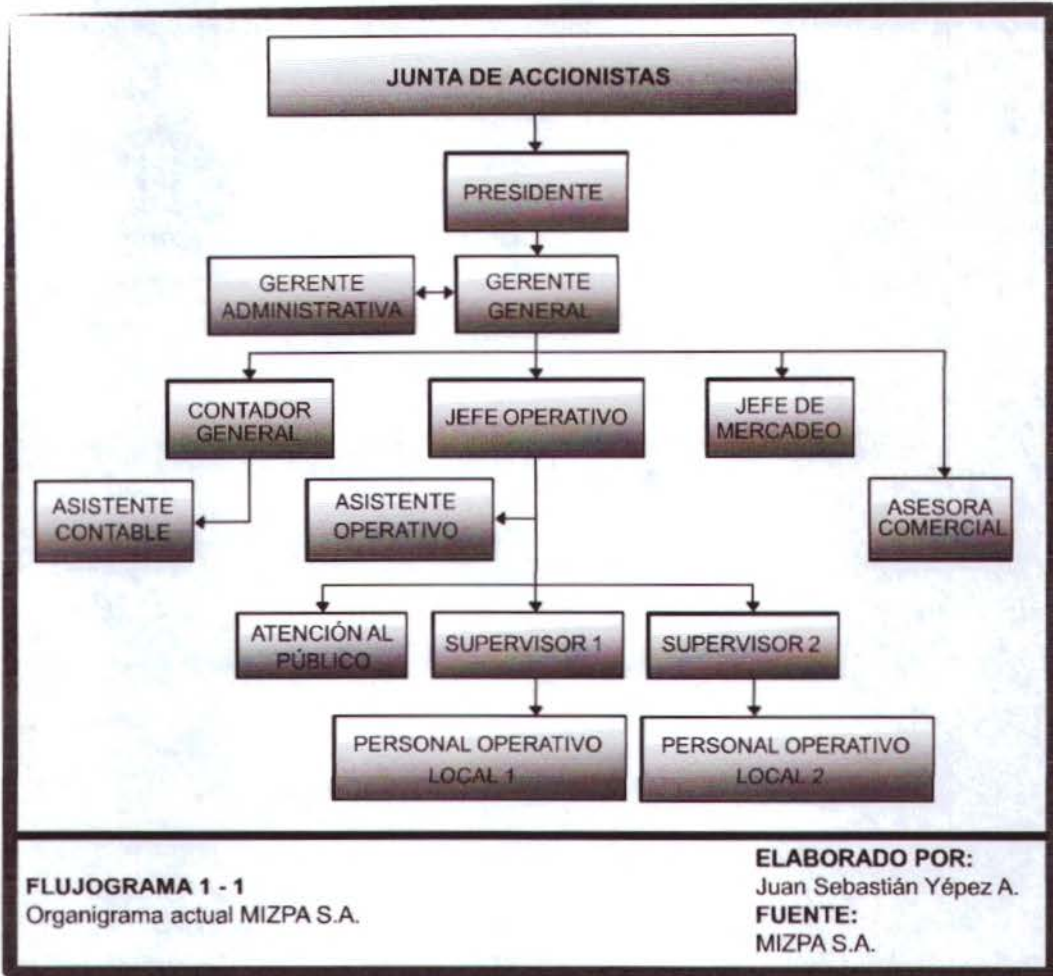 JUNTA DE ACCIONISTAS
PRESIDENTE
GERENTE
ADMINISTRATIVA
GERENTE
GENERAL
CONTADOR
GENERAL
JEFE OPERATIVO
JEFE DE
MERCADEO
ASISTENTE
CONTABLE
ASISTENTE
OPERATIVO
ASESORA
COMERCIAL
ATENCIÓN AL
PÚBLICO
SUPERVISOR 1
SUPERVISOR 2
PERSONAL OPERATIVO
LOCAL 1
PERSONAL OPERATIVO
LOCAL 2
FLUJOGRAMA 1 - 1
Organigrama actual MIZPA S.A.
ELABORADO POR:
Juan Sebastián Yépez A.
FUENTE:
MIZPA S.A.